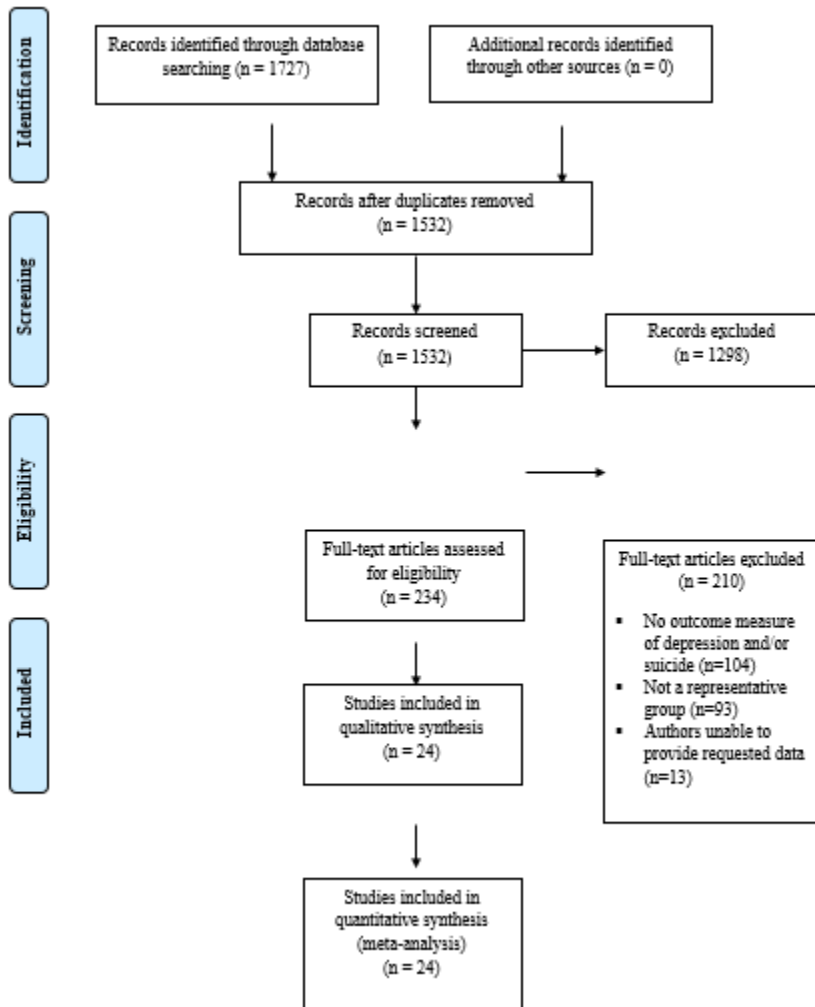 Identification
Records identified through database
searching (n = 1727)
Additional records identified
through other sources (n = 0)
Records after duplicates removed
(n = 1532)
Screening
Records screened
(n = 1532)
Records excluded
(n = 1298)
Eligibility
Full-text articles assessed
for eligibility
(n = 234)
Full-text articles excluded
(n = 210)
▪ No outcome measure
of depression and/or
suicide (n=104)
▪ Not a representative
group (n=93)
▪ Authors unable to
provide requested data
(n=13)
Included
Studies included in
qualitative synthesis
(n = 24)
Studies included in
quantitative synthesis
(meta-analysis)
(n = 24)